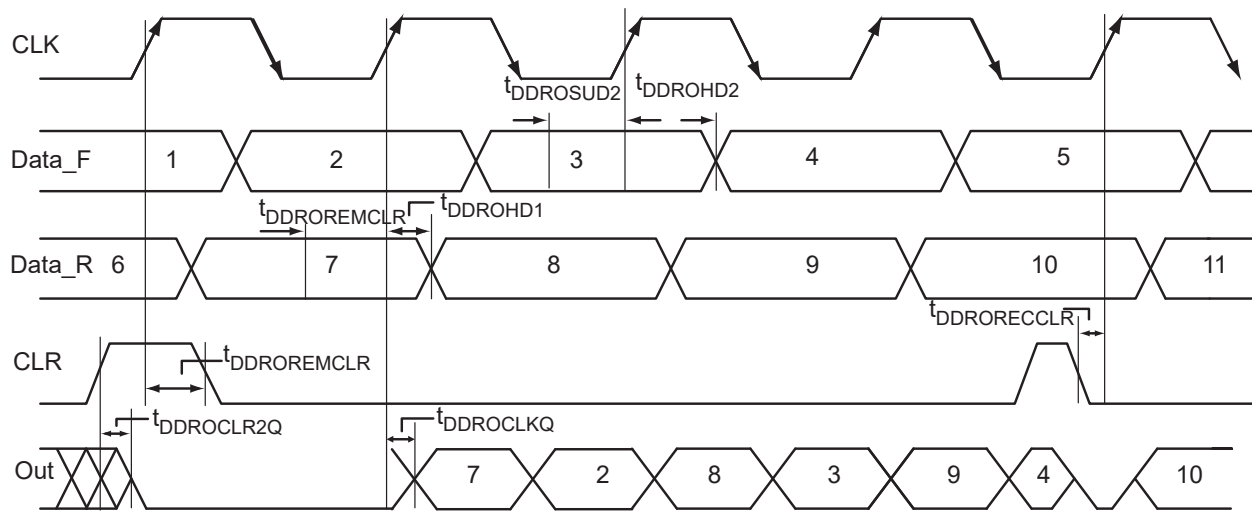 CLK
tDDROSUD2 tDDROHD2
Data_F 1 2 3 4 5
tDDROREMCLR tDDROHD1
Data_R 6 7 8 9 10 11
tDDRORECCLR
CLR
tDDROREMCLR
tDDROCLR2Q tDDROCLKQ
Out 7 2 8 3 9 4 10